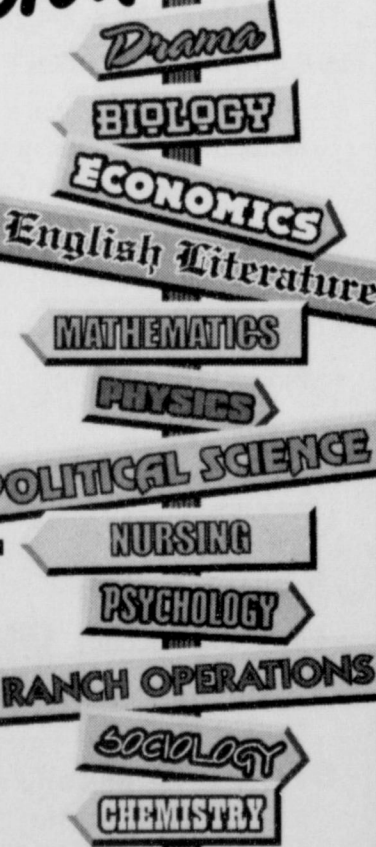 Drama
BIOLOGY
ECONOMICS
English Literature
MATHEMATICS
PHYSICS
POLITICAL SCIENCE
NURSING
PSYCHOLOGY
RANCH OPERATIONS
SOCIOLOGY
CHEMISTRY